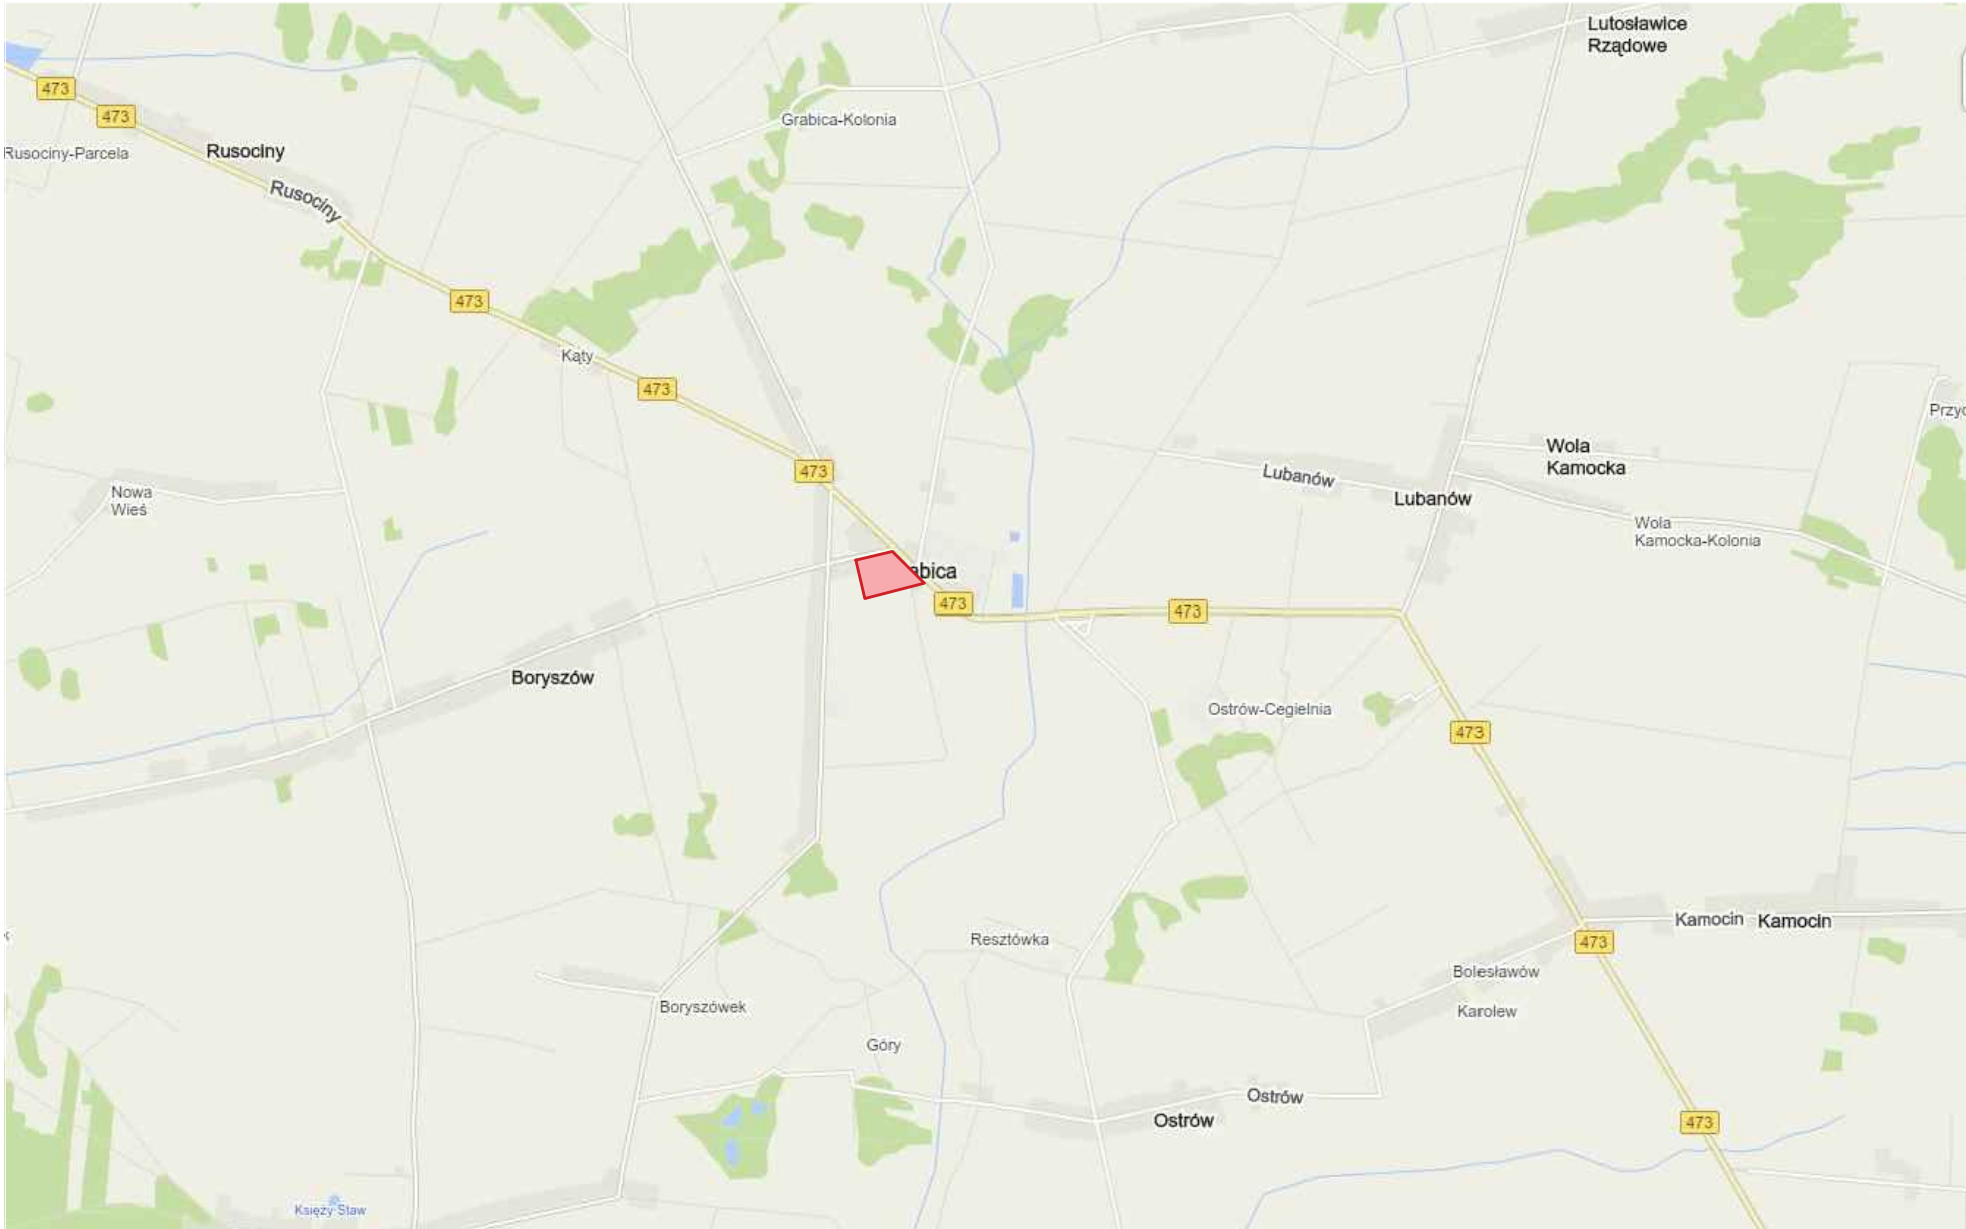 Lutosławice
Rządowe
473
473
Grabica-Kolonia
Rusociny-Parcela
Rusociny
Rusociny
473
Kąty
473
Wola
Kamocka
473
Lubanów
Lubanów
Nowa
Wieś
Wola
Kamocka-Kolonia
abica
473
473
Boryszów
Ostrów-Cegielnia
473
Kamocin
Kamocin
Resztówka
473
Bolesławów
Boryszówek
Karolew
Góry
Ostrów
Ostrów
473
Księży Staw